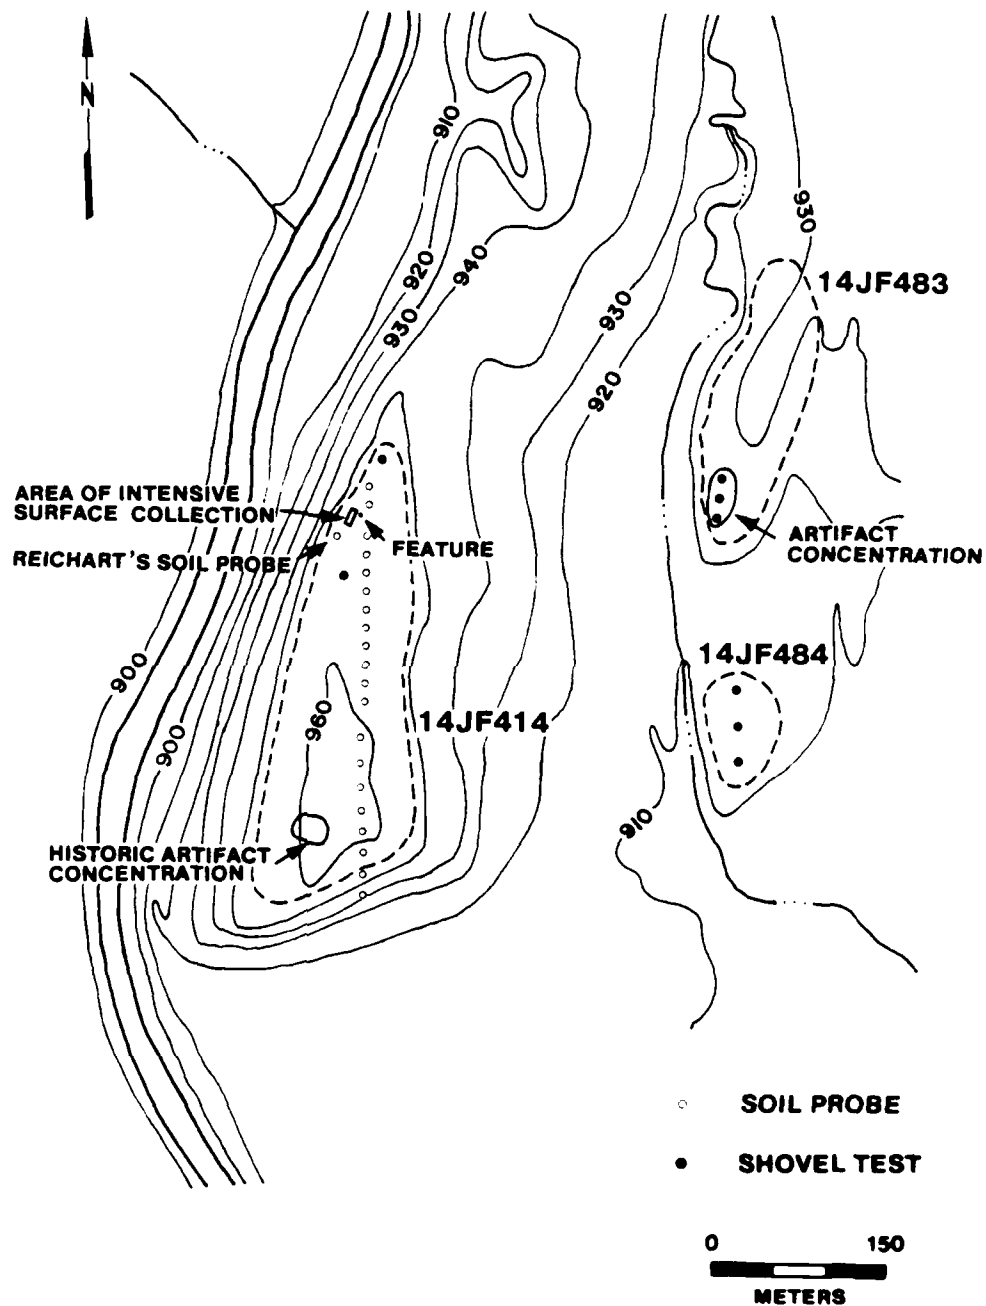 N
910
930
920
940
930
14JF483
930
920
AREA OF INTENSIVE
SURFACE COLLECTION
REICHART'S SOIL PROBE
FEATURE
ARTIFACT
CONCENTRATION
900
14JF484
960
14JF414
900
910
HISTORIC ARTIFACT
CONCENTRATION
SOIL PROBE
SHOVEL TEST
0 150
METERS